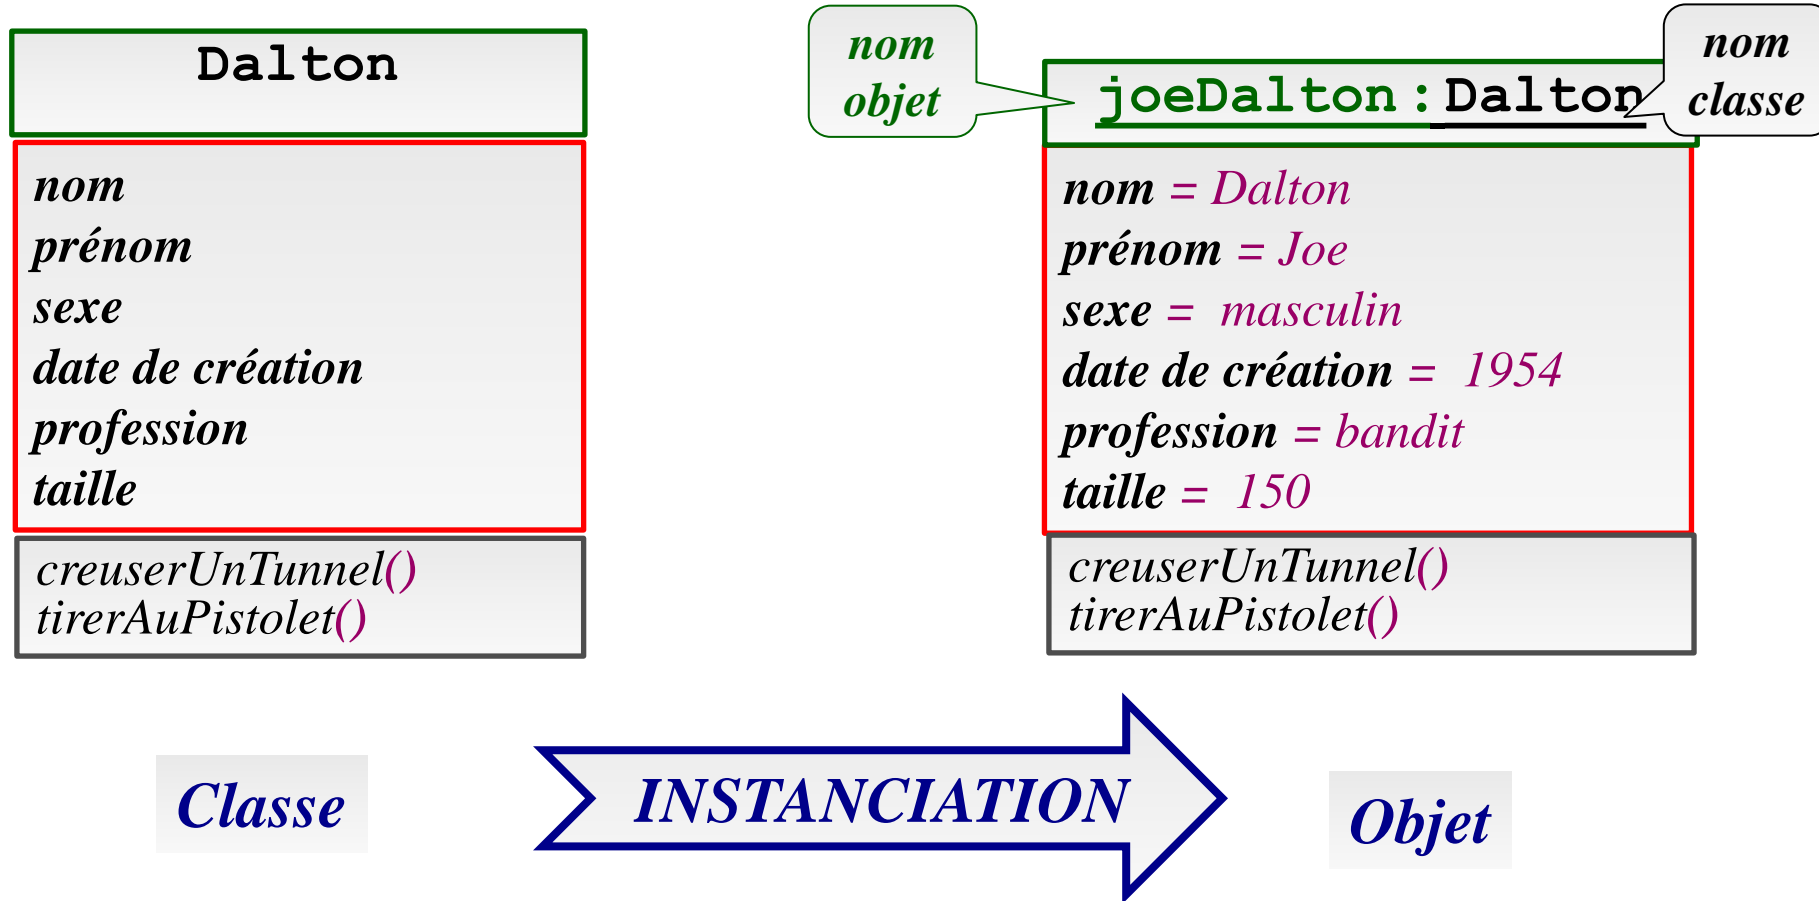 Dalton
nom
prénom
sexe
date de création
profession
taille
creuserUnTunnel()
tirerAuPistolet()
nom
objet
joeDalton:Dalton
nom
classe
nom = Dalton
prénom = Joe
sexe = masculin
date de création = 1954
profession = bandit
taille = 150
creuserUnTunnel()
tirerAuPistolet()
Classe
INSTANCIATION
Objet